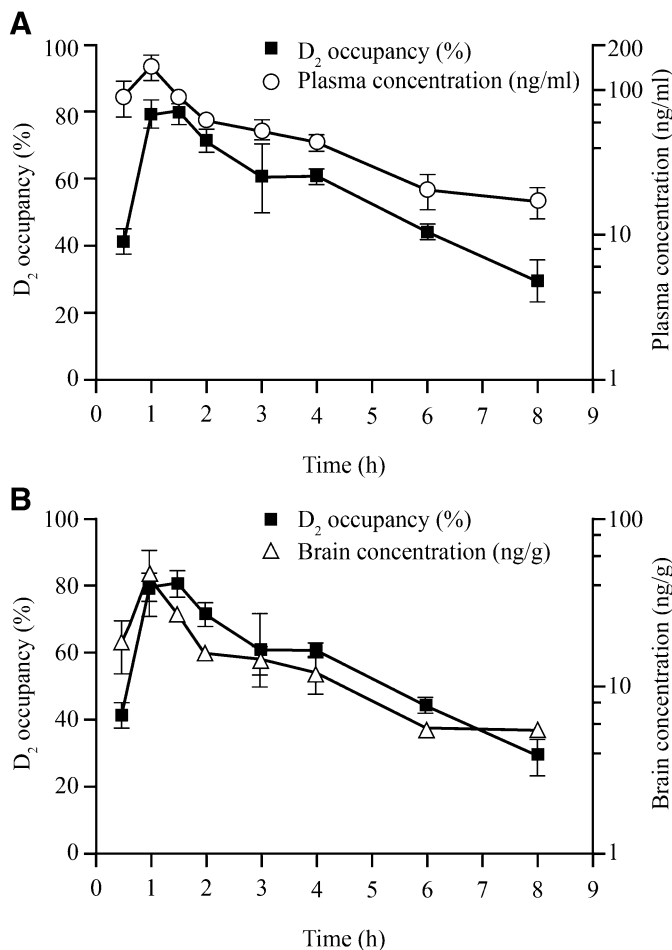 A
D₂ occupancy (%)
Plasma concentration (ng/ml)
100
80
60
40
20
0
D₂ occupancy (%)
200
100
10
1
Plasma concentration (ng/ml)
0 1 2 3 4 6 7 8 9
Time (h)
B
D₂ occupancy (%)
Brain concentration (ng/g)
100
80
60
40
20
0
D₂ occupancy (%)
100
10
1
Brain concentration (ng/g)
0 1 2 3 4 6 7 8 9
Time (h)